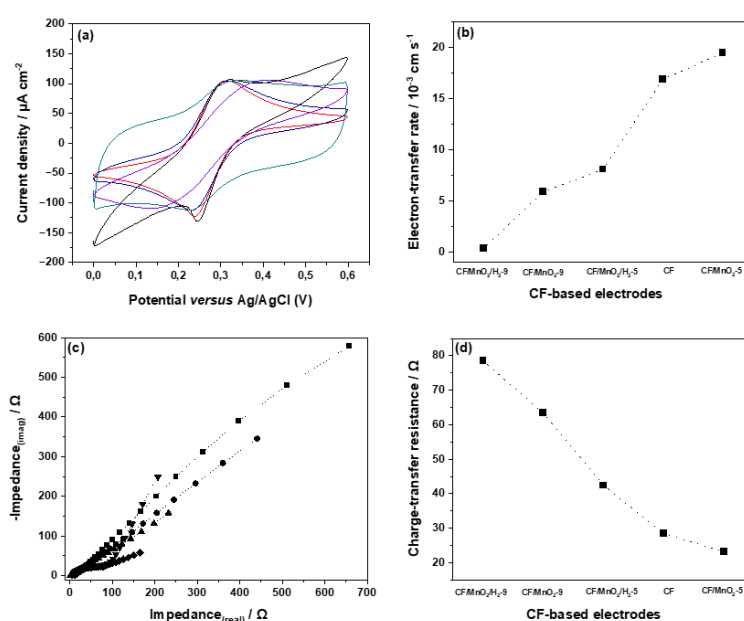 (a)
200
150
100
50
0
−50
−100
−150
−200
Current density / µA cm⁻²
0,0 0,1 0,2 0,3 0,4 0,5 0,6
Potential versus Ag/AgCl (V)
(b)
20
15
10
5
0
Electron-transfer rate / 10⁻³ cm s⁻¹
CF/MnO₂/H₂-9 CF/MnO₂-9 CF/MnO₂/H₂-5 CF CF/MnO₂-5
CF-based electrodes
(c)
600
500
400
300
200
100
0
-Impedance(imag) / Ω
0 100 200 300 400 500 600 700
Impedance(real) / Ω
(d)
80
70
60
50
40
30
20
Charge-transfer resistance / Ω
CF/MnO₂/H₂-9 CF/MnO₂-9 CF/MnO₂/H₂-5 CF CF/MnO₂-5
CF-based electrodes